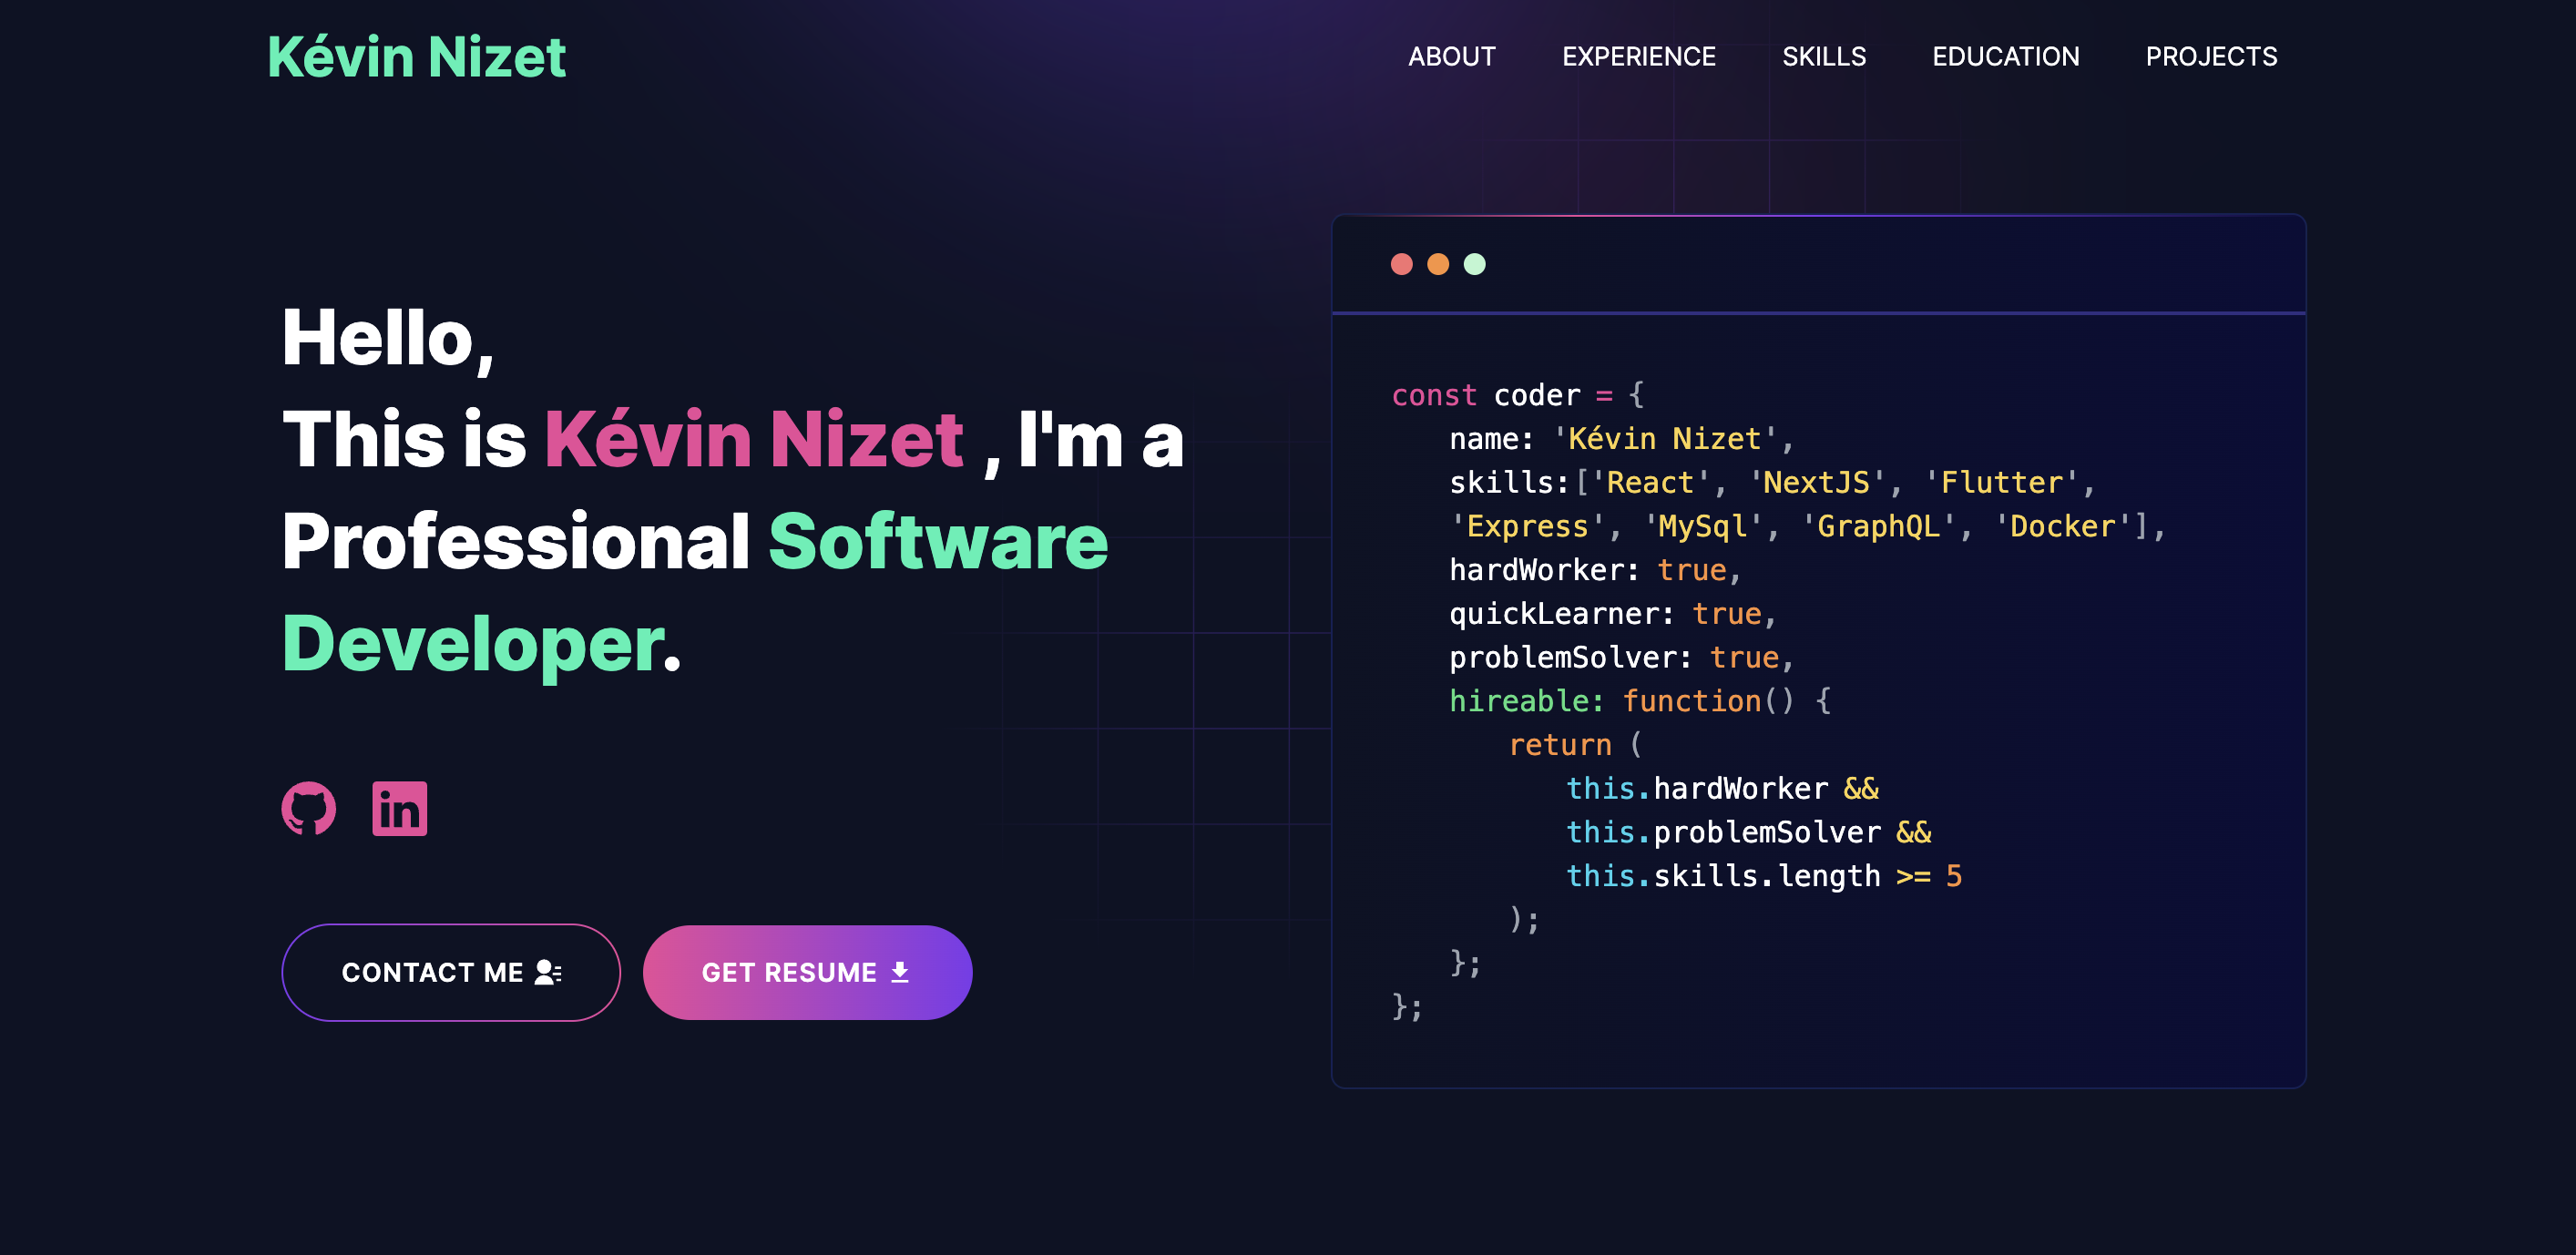 Kévin Nizet
ABOUT EXPERIENCE SKILLS EDUCATION PROJECTS
Hello,
This is Kévin Nizet , I'm a
Professional Software
Developer.
in
CONTACT ME
GET RESUME
const coder = {
name: 'Kévin Nizet',
skills:['React', 'NextJS', 'Flutter',
'Express', 'MySql', 'GraphQL', 'Docker'],
hardWorker: true,
quickLearner: true,
problemSolver: true,
hireable: function() {
return (
this.hardWorker &&
this.problemSolver &&
this.skills.length >= 5
);
};
};